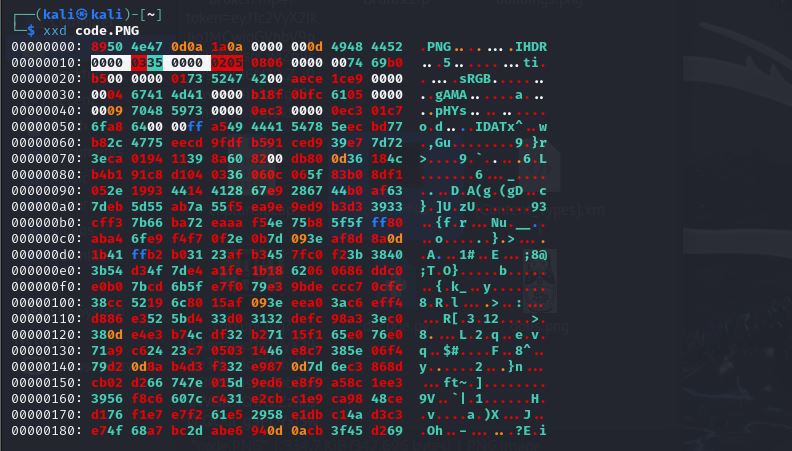 ┌──(kali㉿kali)-[~]
└─$ xxd code.PNG
00000000: 8950 4e47 0d0a 1a0a 0000 000d 4948 4452  .PNG........IHDR
00000010: 0000 0335 0000 0205 0806 0000 0074 69b0  ...5.........ti.
00000020: b500 0000 0173 5247 4200 aece 1ce9 0000  .....sRGB.......
00000030: 0004 6741 4d41 0000 b18f 0bfc 6105 0000  ..gAMA......a...
00000040: 0009 7048 5973 0000 0ec3 0000 0ec3 01c7  ..pHYs..........
00000050: 6fa8 6400 00ff a549 4441 5478 5eec bd77  o.d....IDATx^..w
00000060: b82c 4775 eecd 9fdf b591 ced9 39e7 7d72  .,Gu........9.}r
00000070: 3eca 0194 1139 8a60 8200 db80 0d36 184c  >....9.`.....6.L
00000080: b4b1 91c8 d104 0336 060c 065f 83b0 8df1  .......6..._....
00000090: 052e 1993 4414 4128 67e9 2867 44b0 af63  ....D.A(g.(gD..c
000000a0: 7deb 5d55 ab7a 55f5 ea9e 9ed9 b3d3 3933  }.]U.zU.......93
000000b0: cff3 7b66 ba72 eaaa f54e 75b8 5f5f ff80  ..{f.r...Nu.__..
000000c0: aba4 6fe9 f4f7 0f2e 0b7d 093e af8d 8a0d  ..o......}.>....
000000d0: 1b41 ffb2 b031 23af b345 7fc0 f23b 3840  .A...1#..E...;8@
000000e0: 3b54 d34f 7de4 a1fe 1b18 6206 0686 ddc0  ;T.O}.....b.....
000000f0: e0b0 7bcd 6b5f e7f0 79e3 9bde eccc 7c0f  ..{.k_..y.......
00000100: 38cc 5219 6c80 15af 093e eea0 3ac6 eff4  8.R.l....>..:...
00000110: d886 e352 5bd4 33d0 3132 defc 98a3 3ec0  ...R[.3.12....>.
00000120: 380d e4e3 b74c df32 b271 15f1 65e0 76e0  8....L.2.q..e.v.
00000130: 71a9 c624 23c7 0503 1446 e8c7 385e 06f4  q..$#....F..8^..
00000140: 79d2 0d8a b4d3 f332 e987 0d7d 6ec3 868d  y......2...}n...
00000150: cb02 d266 747e 015d 9ed6 e8f9 a58c 1ee3  ...ft~.]........
00000160: 3956 f8c6 607c c431 e2cb c1e9 ca98 48ce  9V..`|.1......H.
00000170: d176 f1e7 e7f2 61e5 2958 e1db c14a d3c3  .v....a.)X...J..
00000180: e74f 68a7 bc2d abe6 940d 0acb 3f45 d269  .Oh..-......?E.i